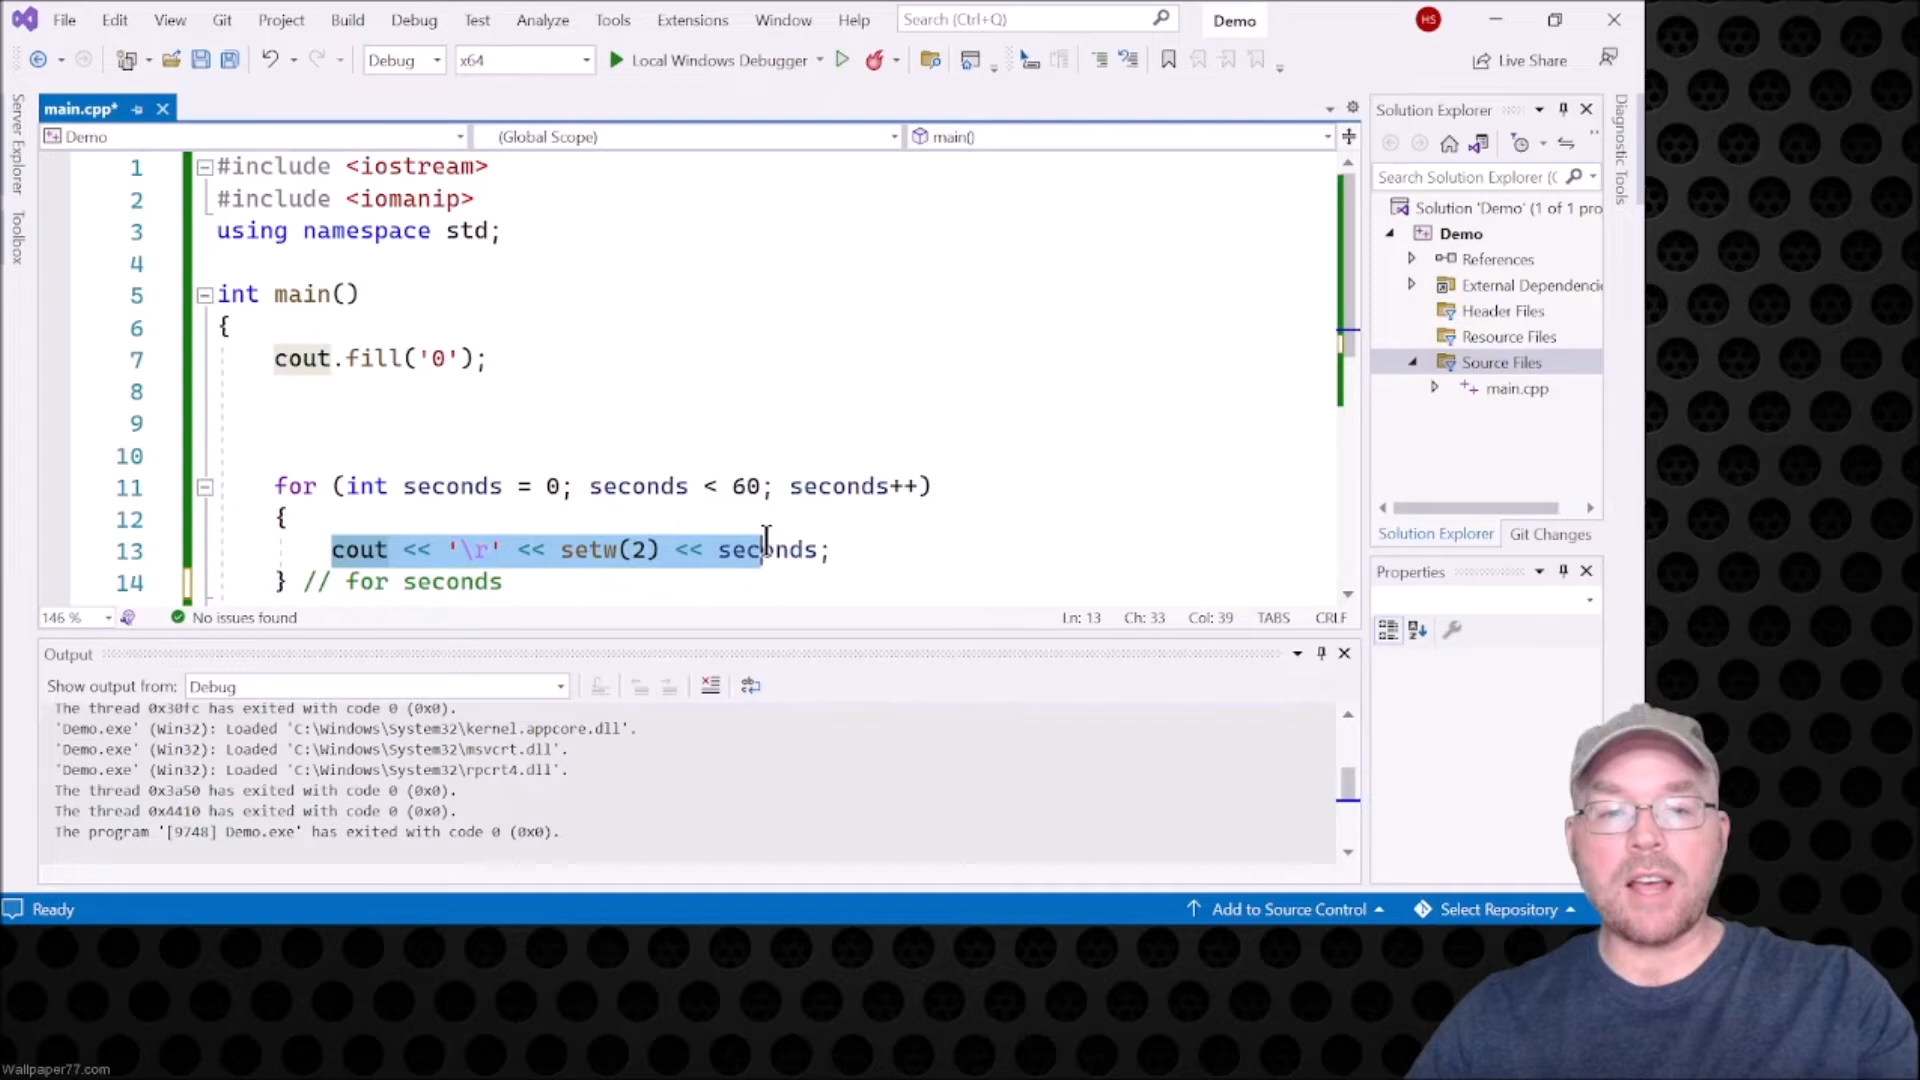 File Edit View Git Project Build Debug Test Analyze Tools Extensions Window Help Search (Ctrl+Q) Demo HS
Debug x64 Local Windows Debugger Live Share
main.cpp*
Demo (Global Scope) main()
1 #include <iostream>
2 #include <iomanip>
3 using namespace std;
4
5 int main()
6 {
7 cout.fill('0');
8
9
10
11 for (int seconds = 0; seconds < 60; seconds++)
12 {
13 cout << '\r' << setw(2) << seconds;
14 } // for seconds
146 % No issues found Ln: 13 Ch: 33 Col: 39 TABS CRLF
Output
Show output from: Debug
The thread 0x30fc has exited with code 0 (0x0).
'Demo.exe' (Win32): Loaded 'C:\Windows\System32\kernel.appcore.dll'.
'Demo.exe' (Win32): Loaded 'C:\Windows\System32\msvcrt.dll'.
'Demo.exe' (Win32): Loaded 'C:\Windows\System32\rpcrt4.dll'.
The thread 0x3a50 has exited with code 0 (0x0).
The thread 0x4410 has exited with code 0 (0x0).
The program '[9748] Demo.exe' has exited with code 0 (0x0).
Server Explorer
Toolbox
Solution Explorer
Search Solution Explorer (C
Solution 'Demo' (1 of 1 pro
Demo
References
External Dependenci
Header Files
Resource Files
Source Files
main.cpp
Solution Explorer Git Changes
Properties
Diagnostic Tools
Ready Add to Source Control Select Repository
Wallpaper77.com